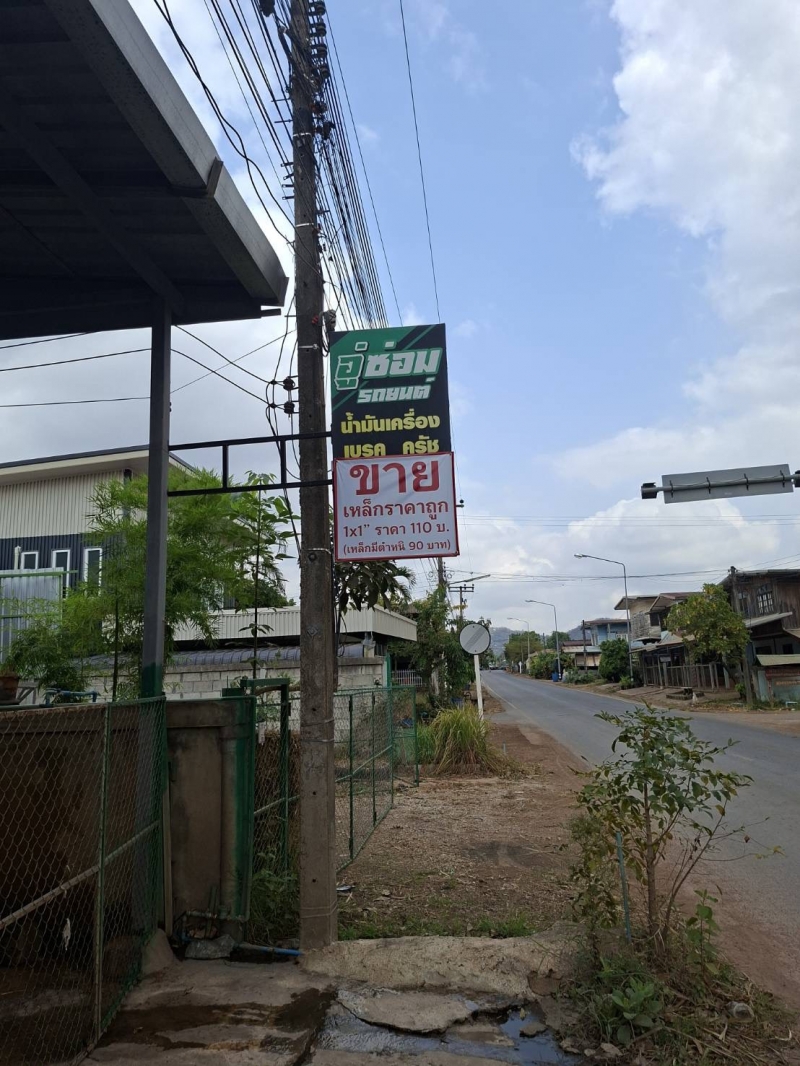 อู่ซ่อม
รถยนต์
น้ำมันเครื่อง
เบรค ครัช
ขาย
เหล็กราคาถูก
1x1” ราคา 110 บ.
(เหล็กมีตำหนิ 90 บาท)